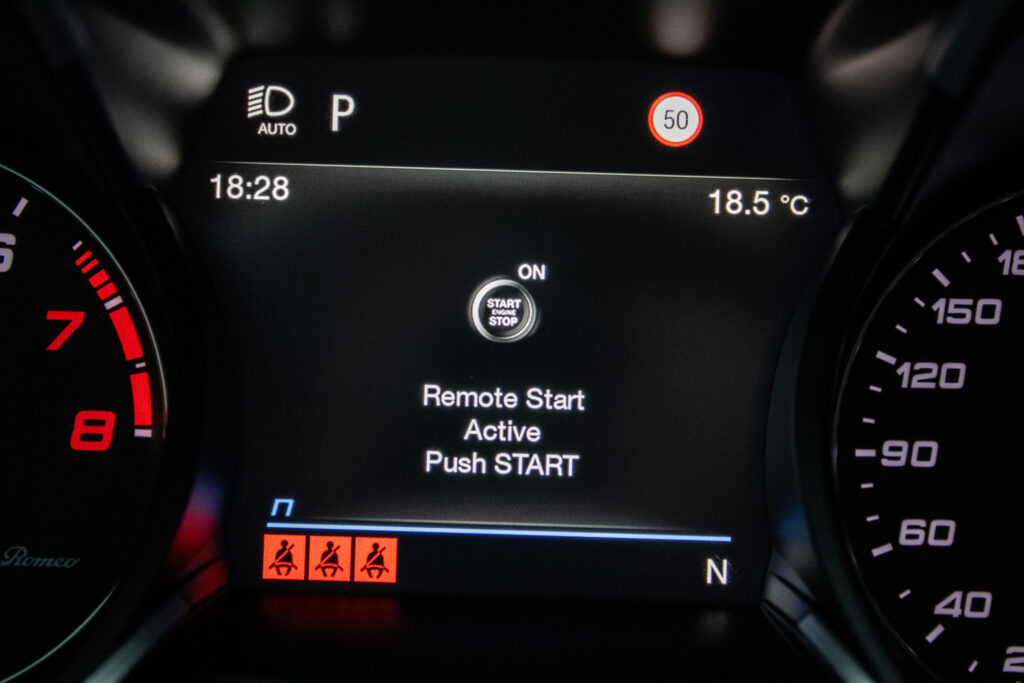 AUTO P 50
18:28 18.5 °C
ON
START
ENGINE
STOP
Remote Start
Active
Push START
N
6
7
8
Romeo
150
120
90
60
40